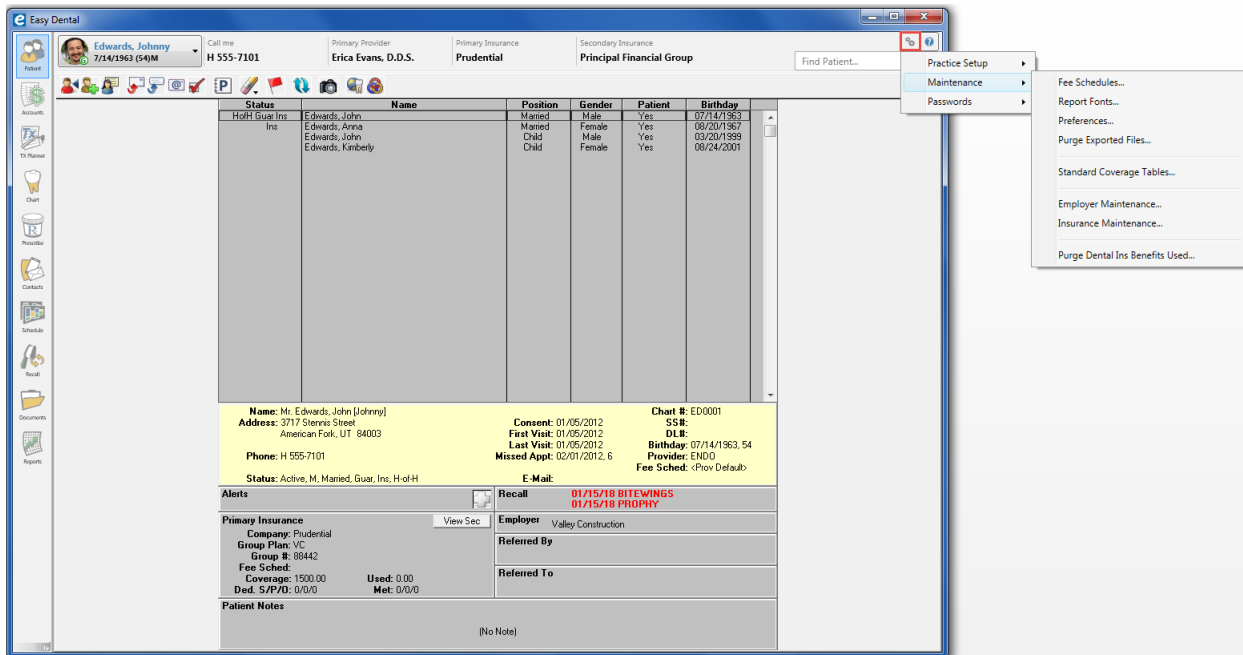 Easy Dental
Patient
Accounts
TX Planner
Chart
Prescribe
Contacts
Schedule
Recall
Documents
Reports
Edwards, Johnny
7/14/1963 (54)M
Call me
H 555-7101
Primary Provider
Erica Evans, D.D.S.
Primary Insurance
Prudential
Secondary Insurance
Principal Financial Group
Find Patient...
Practice Setup
Maintenance
Passwords
Fee Schedules...
Report Fonts...
Preferences...
Purge Exported Files...
Standard Coverage Tables...
Employer Maintenance...
Insurance Maintenance...
Purge Dental Ins Benefits Used...
Status Name Position Gender Patient Birthday
HofH Guar Ins Edwards, John Married Male Yes 07/14/1963
Ins Edwards, Anna Married Female Yes 08/20/1967
Edwards, John Child Male Yes 03/20/1999
Edwards, Kimberly Child Female Yes 08/24/2001
Name: Mr. Edwards, John [Johnny] Chart #: ED0001
Address: 3717 Stennis Street Consent: 01/05/2012 SS#:
American Fork, UT 84003 First Visit: 01/05/2012 DL#:
Last Visit: 01/05/2012 Birthday: 07/14/1963, 54
Phone: H 555-7101 Missed Appt: 02/01/2012, 6 Provider: ENDO
Fee Sched: <Prov Default>
Status: Active, M, Married, Guar, Ins, H-of-H E-Mail:
Alerts
Recall 01/15/18 BITEWINGS
01/15/18 PROPHY
Primary Insurance View Sec
Company: Prudential
Group Plan: VC
Group #: 88442
Fee Sched:
Coverage: 1500.00 Used: 0.00
Ded. S/P/O: 0/0/0 Met: 0/0/0
Employer Valley Construction
Referred By
Referred To
Patient Notes
(No Note)